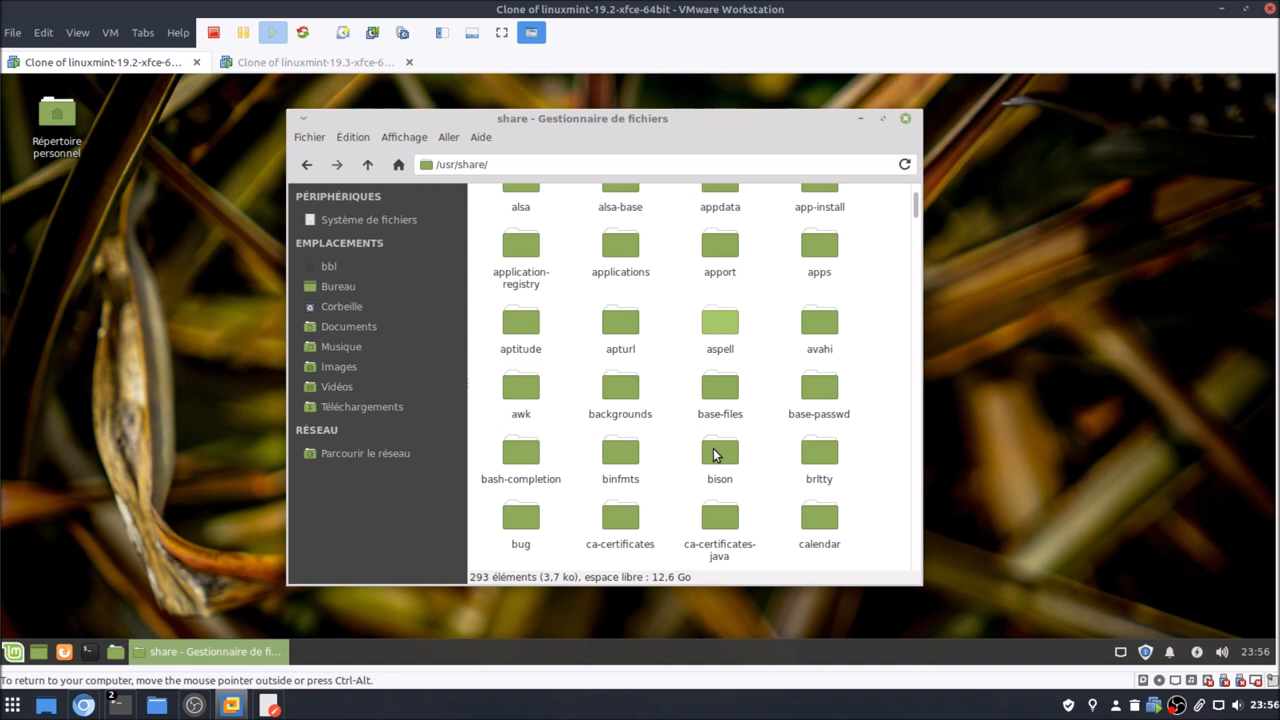 Clone of linuxmint-19.2-xfce-64bit - VMware Workstation
File Edit View VM Tabs Help
Clone of linuxmint-19.2-xfce-6... Clone of linuxmint-19.3-xfce-6...
Répertoire
personnel
share - Gestionnaire de fichiers
Fichier Édition Affichage Aller Aide
/usr/share/
PÉRIPHÉRIQUES
Système de fichiers
EMPLACEMENTS
bbl
Bureau
Corbeille
Documents
Musique
Images
Vidéos
Téléchargements
RÉSEAU
Parcourir le réseau
alsa alsa-base appdata app-install
application-
registry applications apport apps
aptitude apturl aspell avahi
awk backgrounds base-files base-passwd
bash-completion binfmts bison brltty
bug ca-certificates ca-certificates-
java calendar
293 éléments (3,7 ko), espace libre : 12,6 Go
share - Gestionnaire de fi... 23:56
To return to your computer, move the mouse pointer outside or press Ctrl-Alt.
2 23:56